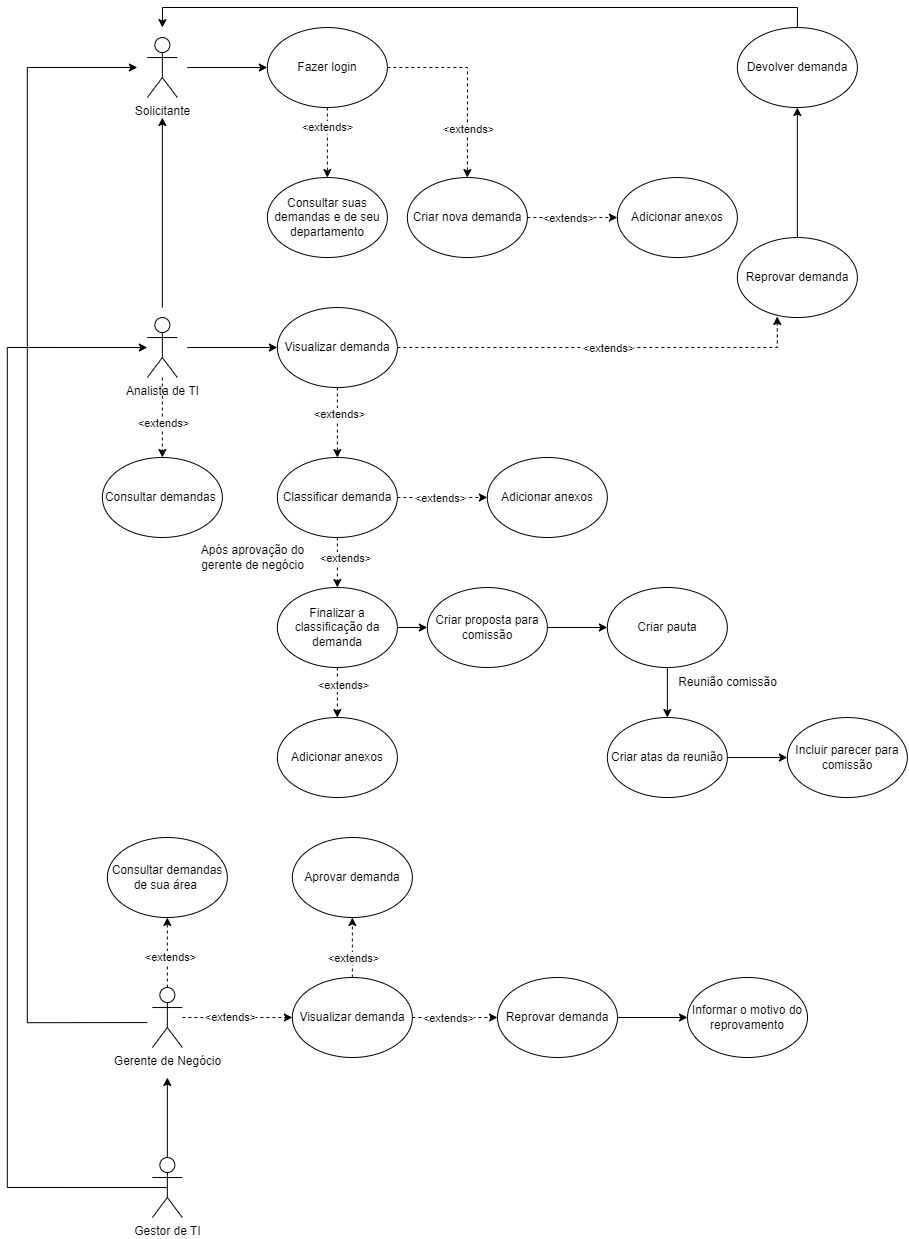 Fazer login
Devolver demanda
Solicitante
<extends>
<extends>
Consultar suas
demandas e de seu
departamento
Criar nova demanda
<extends>
Adicionar anexos
Reprovar demanda
Visualizar demanda
<extends>
Analista de TI
<extends>
<extends>
Consultar demandas
Classificar demanda
<extends>
Adicionar anexos
Após aprovação do
gerente de negócio
<extends>
Finalizar a
classificação da
demanda
Criar proposta para
comissão
Criar pauta
<extends>
Reunião comissão
Adicionar anexos
Criar atas da reunião
Incluir parecer para
comissão
Consultar demandas
de sua área
Aprovar demanda
<extends>
<extends>
<extends>
Visualizar demanda
<extends>
Reprovar demanda
Informar o motivo do
reprovamento
Gerente de Negócio
Gestor de TI